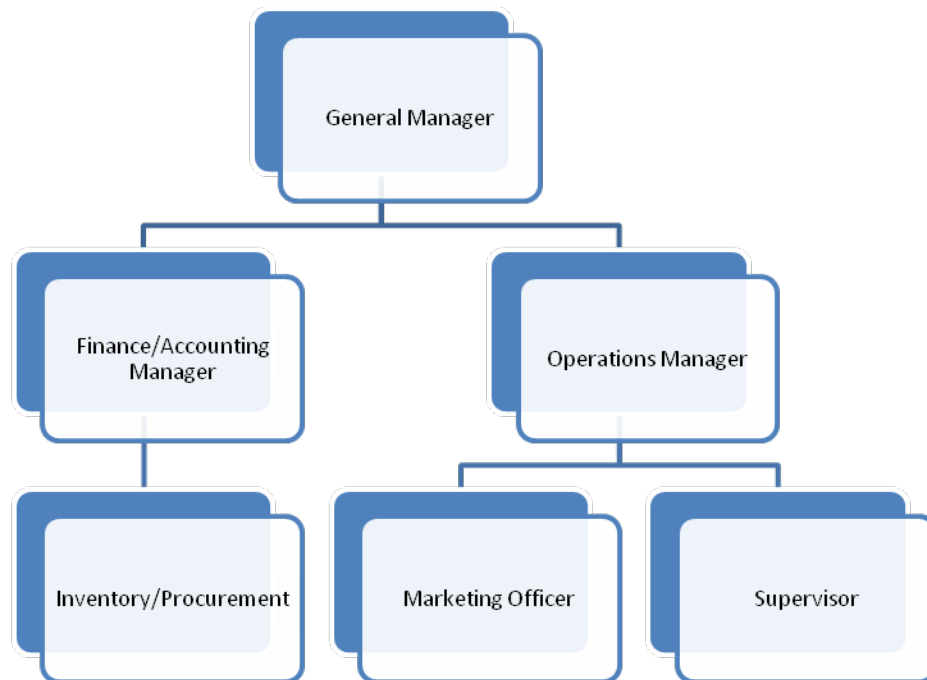 General Manager
Finance/Accounting
Manager
Operations Manager
Inventory/Procurement
Marketing Officer
Supervisor